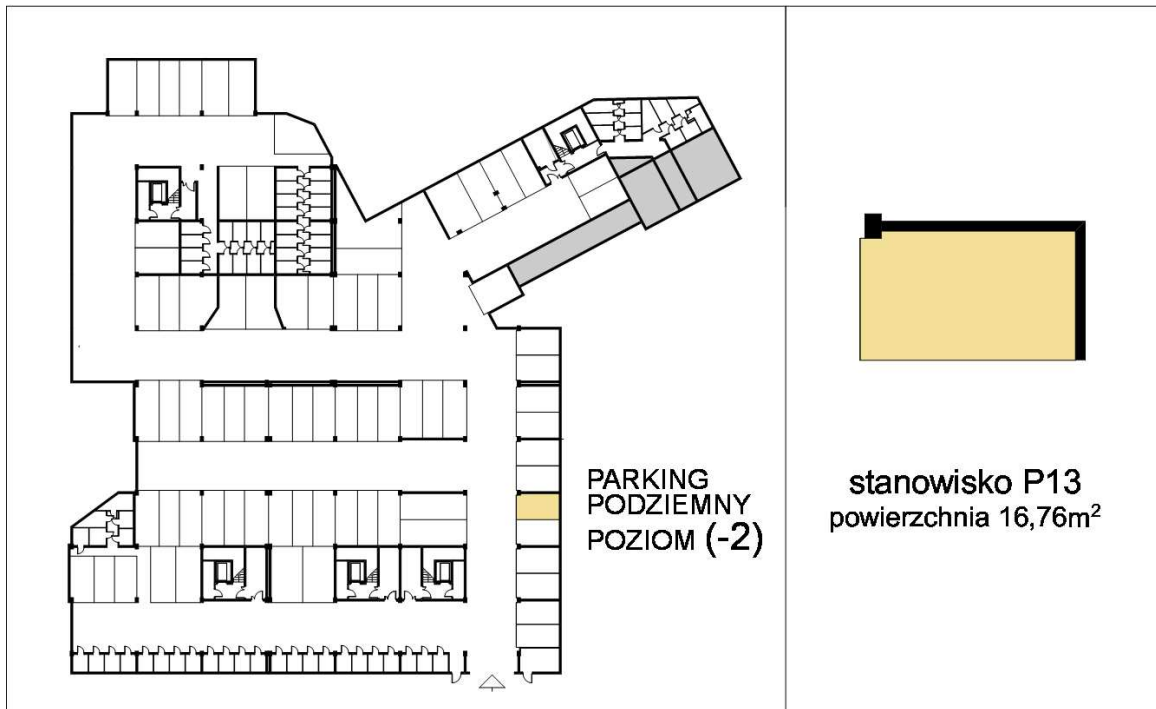 PARKING
PODZIEMNY
POZIOM (-2)
stanowisko P13
powierzchnia 16,76m²